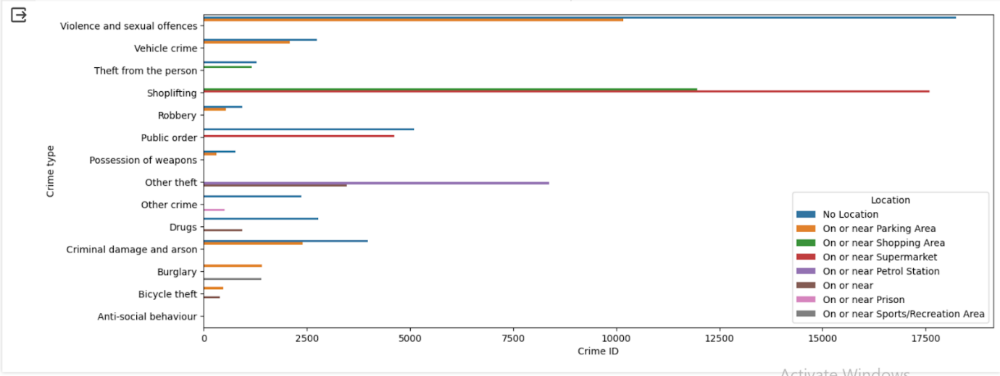 Violence and sexual offences
Vehicle crime
Theft from the person
Shoplifting
Robbery
Public order
Possession of weapons
Other theft
Other crime
Drugs
Criminal damage and arson
Burglary
Bicycle theft
Anti-social behaviour
Crime type
0 2500 5000 7500 10000 12500 15000 17500
Crime ID
Location
No Location
On or near Parking Area
On or near Shopping Area
On or near Supermarket
On or near Petrol Station
On or near
On or near Prison
On or near Sports/Recreation Area
Activate Windows